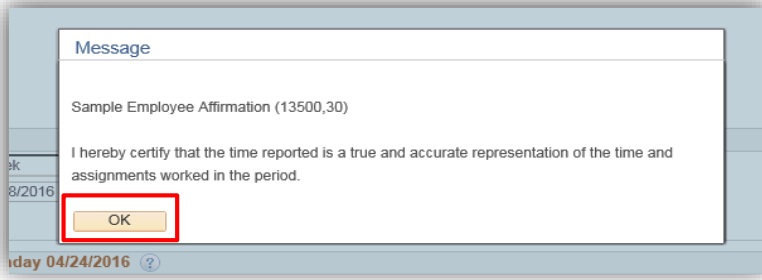 Message
Sample Employee Affirmation (13500,30)
I hereby certify that the time reported is a true and accurate representation of the time and
assignments worked in the period.
OK
8/2016
day 04/24/2016 ?